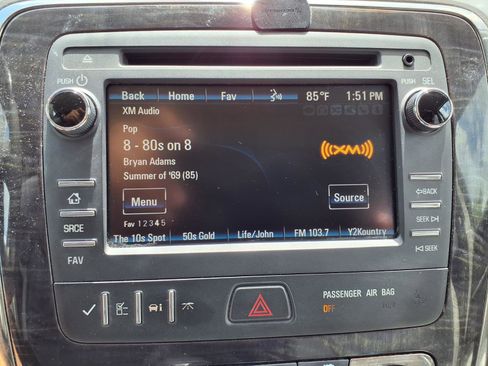 PUSH
PUSH SEL
Back Home Fav 85°F 1:51 PM
XM Audio
Pop
8 - 80s on 8
Bryan Adams
Summer of '69 (85)
XM
Menu
Source
Fav 1 2 3 4 5
The 10s Spot 50s Gold Life/John FM 103.7 Y2Kountry
SRCE
FAV
BACK
SEEK
SEEK
PASSENGER AIR BAG
OFF